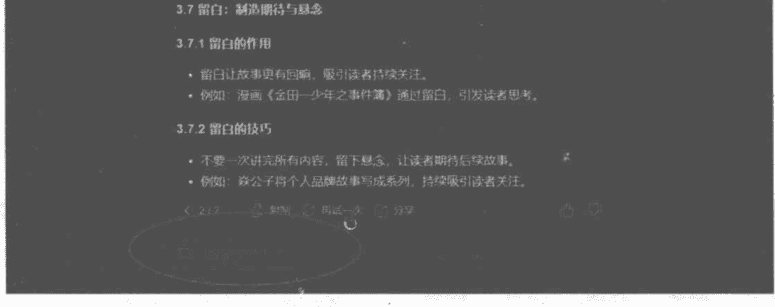 3.7 留白：制造期待与悬念
3.7.1 留白的作用
• 留白让故事更有回响，吸引读者持续关注。
• 例如：漫画《金田一少年之事件簿》通过留白，引发读者思考。
3.7.2 留白的技巧
• 不要一次讲完所有内容，留下悬念，让读者期待后续故事。
• 例如：焱公子将个人品牌故事写成系列，持续吸引读者关注。
复制 再试一次 分享